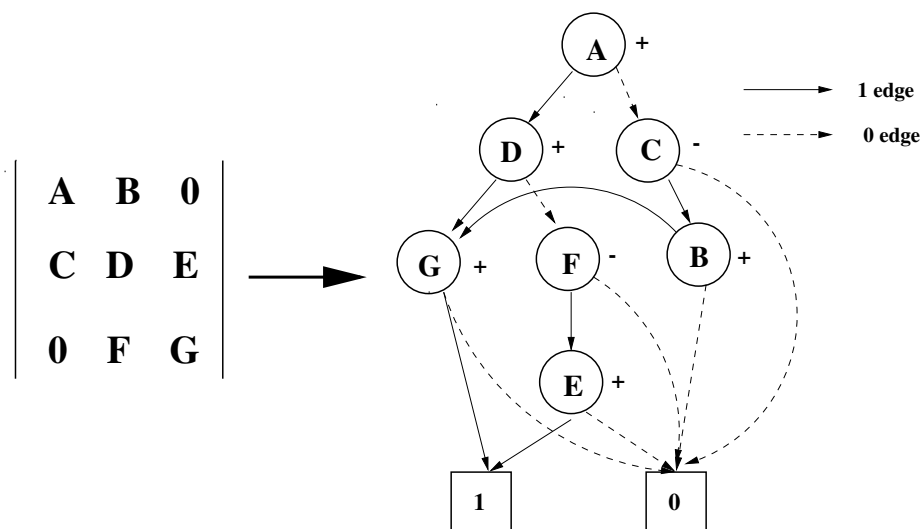 A B 0
C D E
0 F G
A +
D +
C -
G +
F -
B +
E +
1
0
1 edge
0 edge